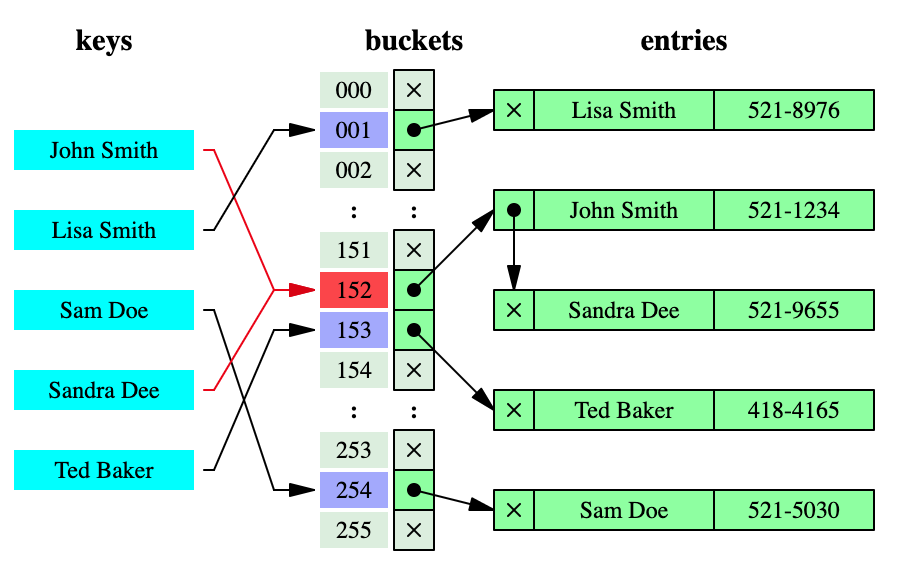 keys
buckets
entries
John Smith
Lisa Smith
Sam Doe
Sandra Dee
Ted Baker
000
001
002
:
:
151
152
153
154
:
:
253
254
255
Lisa Smith 521-8976
John Smith 521-1234
Sandra Dee 521-9655
Ted Baker 418-4165
Sam Doe 521-5030